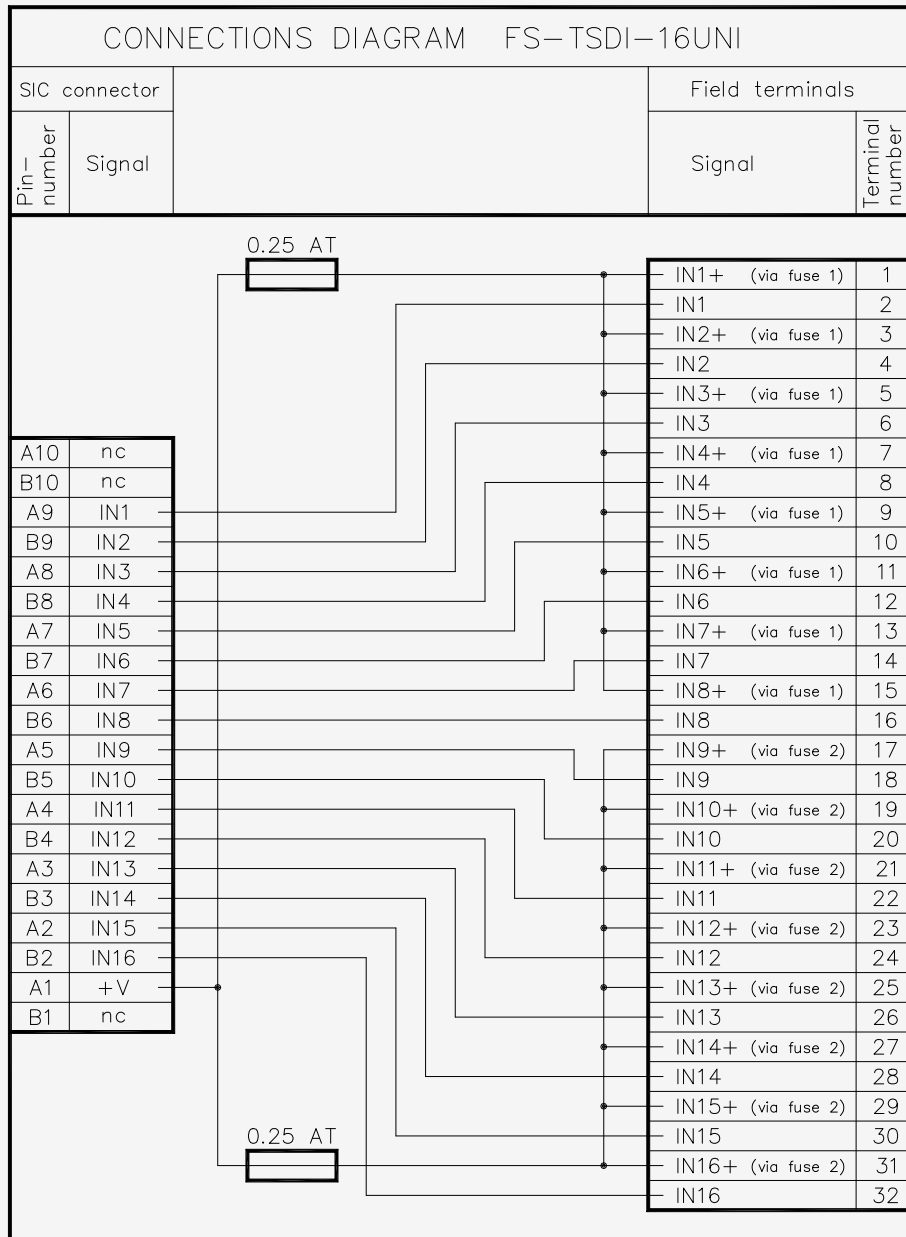 CONNECTIONS DIAGRAM FS-TSDI-16UNI
SIC connector
Field terminals
Pin-number
Signal
Signal
Terminal number
0.25 AT
IN1+ (via fuse 1) 1
IN1 2
IN2+ (via fuse 1) 3
IN2 4
IN3+ (via fuse 1) 5
IN3 6
IN4+ (via fuse 1) 7
IN4 8
IN5+ (via fuse 1) 9
IN5 10
IN6+ (via fuse 1) 11
IN6 12
IN7+ (via fuse 1) 13
IN7 14
IN8+ (via fuse 1) 15
IN8 16
IN9+ (via fuse 2) 17
IN9 18
IN10+ (via fuse 2) 19
IN10 20
IN11+ (via fuse 2) 21
IN11 22
IN12+ (via fuse 2) 23
IN12 24
IN13+ (via fuse 2) 25
IN13 26
IN14+ (via fuse 2) 27
IN14 28
IN15+ (via fuse 2) 29
IN15 30
IN16+ (via fuse 2) 31
IN16 32
A10 nc
B10 nc
A9 IN1
B9 IN2
A8 IN3
B8 IN4
A7 IN5
B7 IN6
A6 IN7
B6 IN8
A5 IN9
B5 IN10
A4 IN11
B4 IN12
A3 IN13
B3 IN14
A2 IN15
B2 IN16
A1 +V
B1 nc
0.25 AT